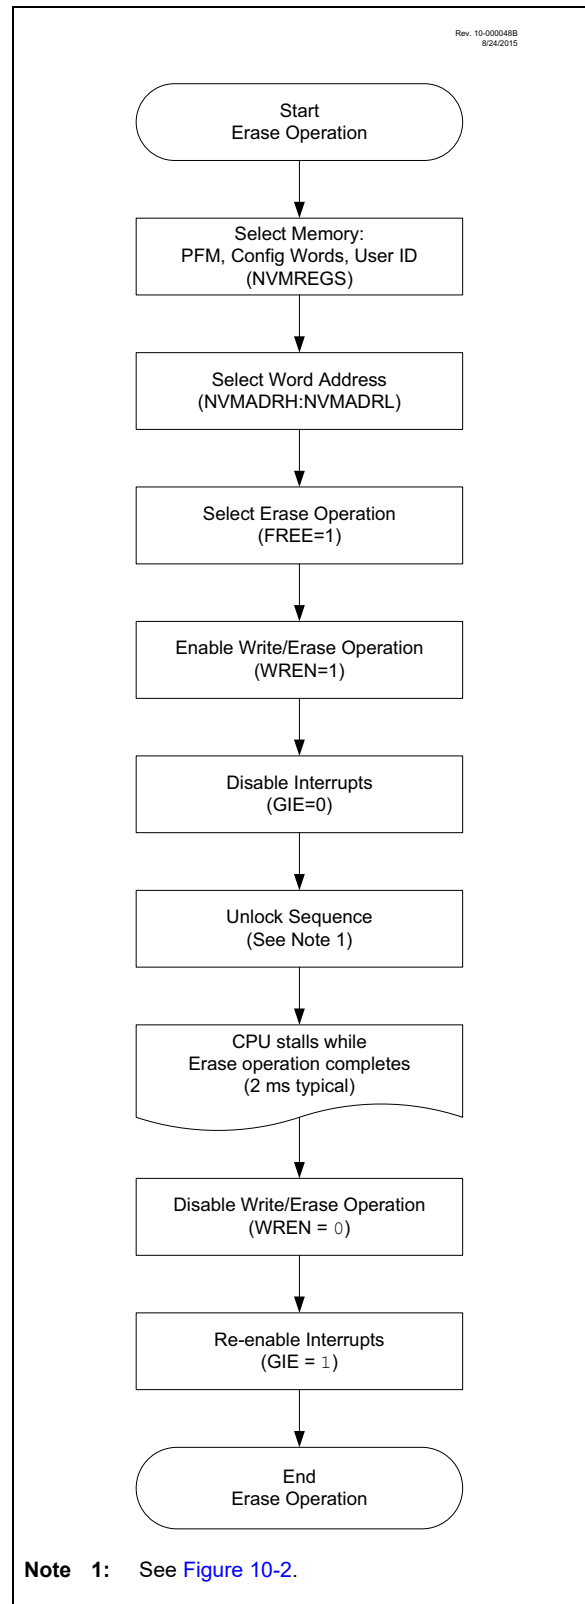 Rev. 10-000048B
8/24/2015
Start
Erase Operation
Select Memory:
PFM, Config Words, User ID
(NVMREGS)
Select Word Address
(NVMADRH:NVMADRL)
Select Erase Operation
(FREE=1)
Enable Write/Erase Operation
(WREN=1)
Disable Interrupts
(GIE=0)
Unlock Sequence
(See Note 1)
CPU stalls while
Erase operation completes
(2 ms typical)
Disable Write/Erase Operation
(WREN = 0)
Re-enable Interrupts
(GIE = 1)
End
Erase Operation
Note 1: See Figure 10-2.